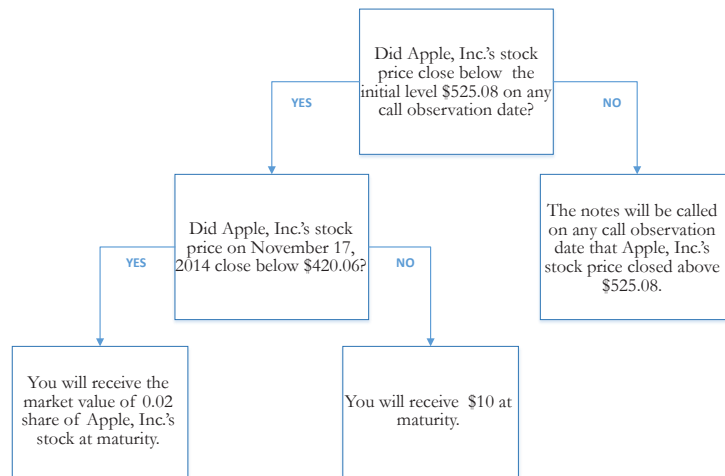 Did Apple, Inc.'s stock
price close below the
initial level $525.08 on any
call observation date?
YES
NO
Did Apple, Inc.'s stock
price on November 17,
2014 close below $420.06?
The notes will be called
on any call observation
date that Apple, Inc.'s
stock price closed above
$525.08.
YES
NO
You will receive the
market value of 0.02
share of Apple, Inc.'s
stock at maturity.
You will receive $10 at
maturity.